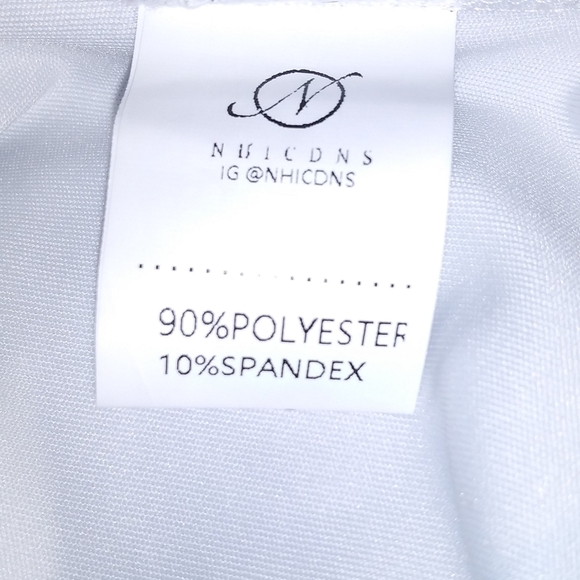 N
NHICDNS
IG @NHICDNS
90%POLYESTER
10%SPANDEX